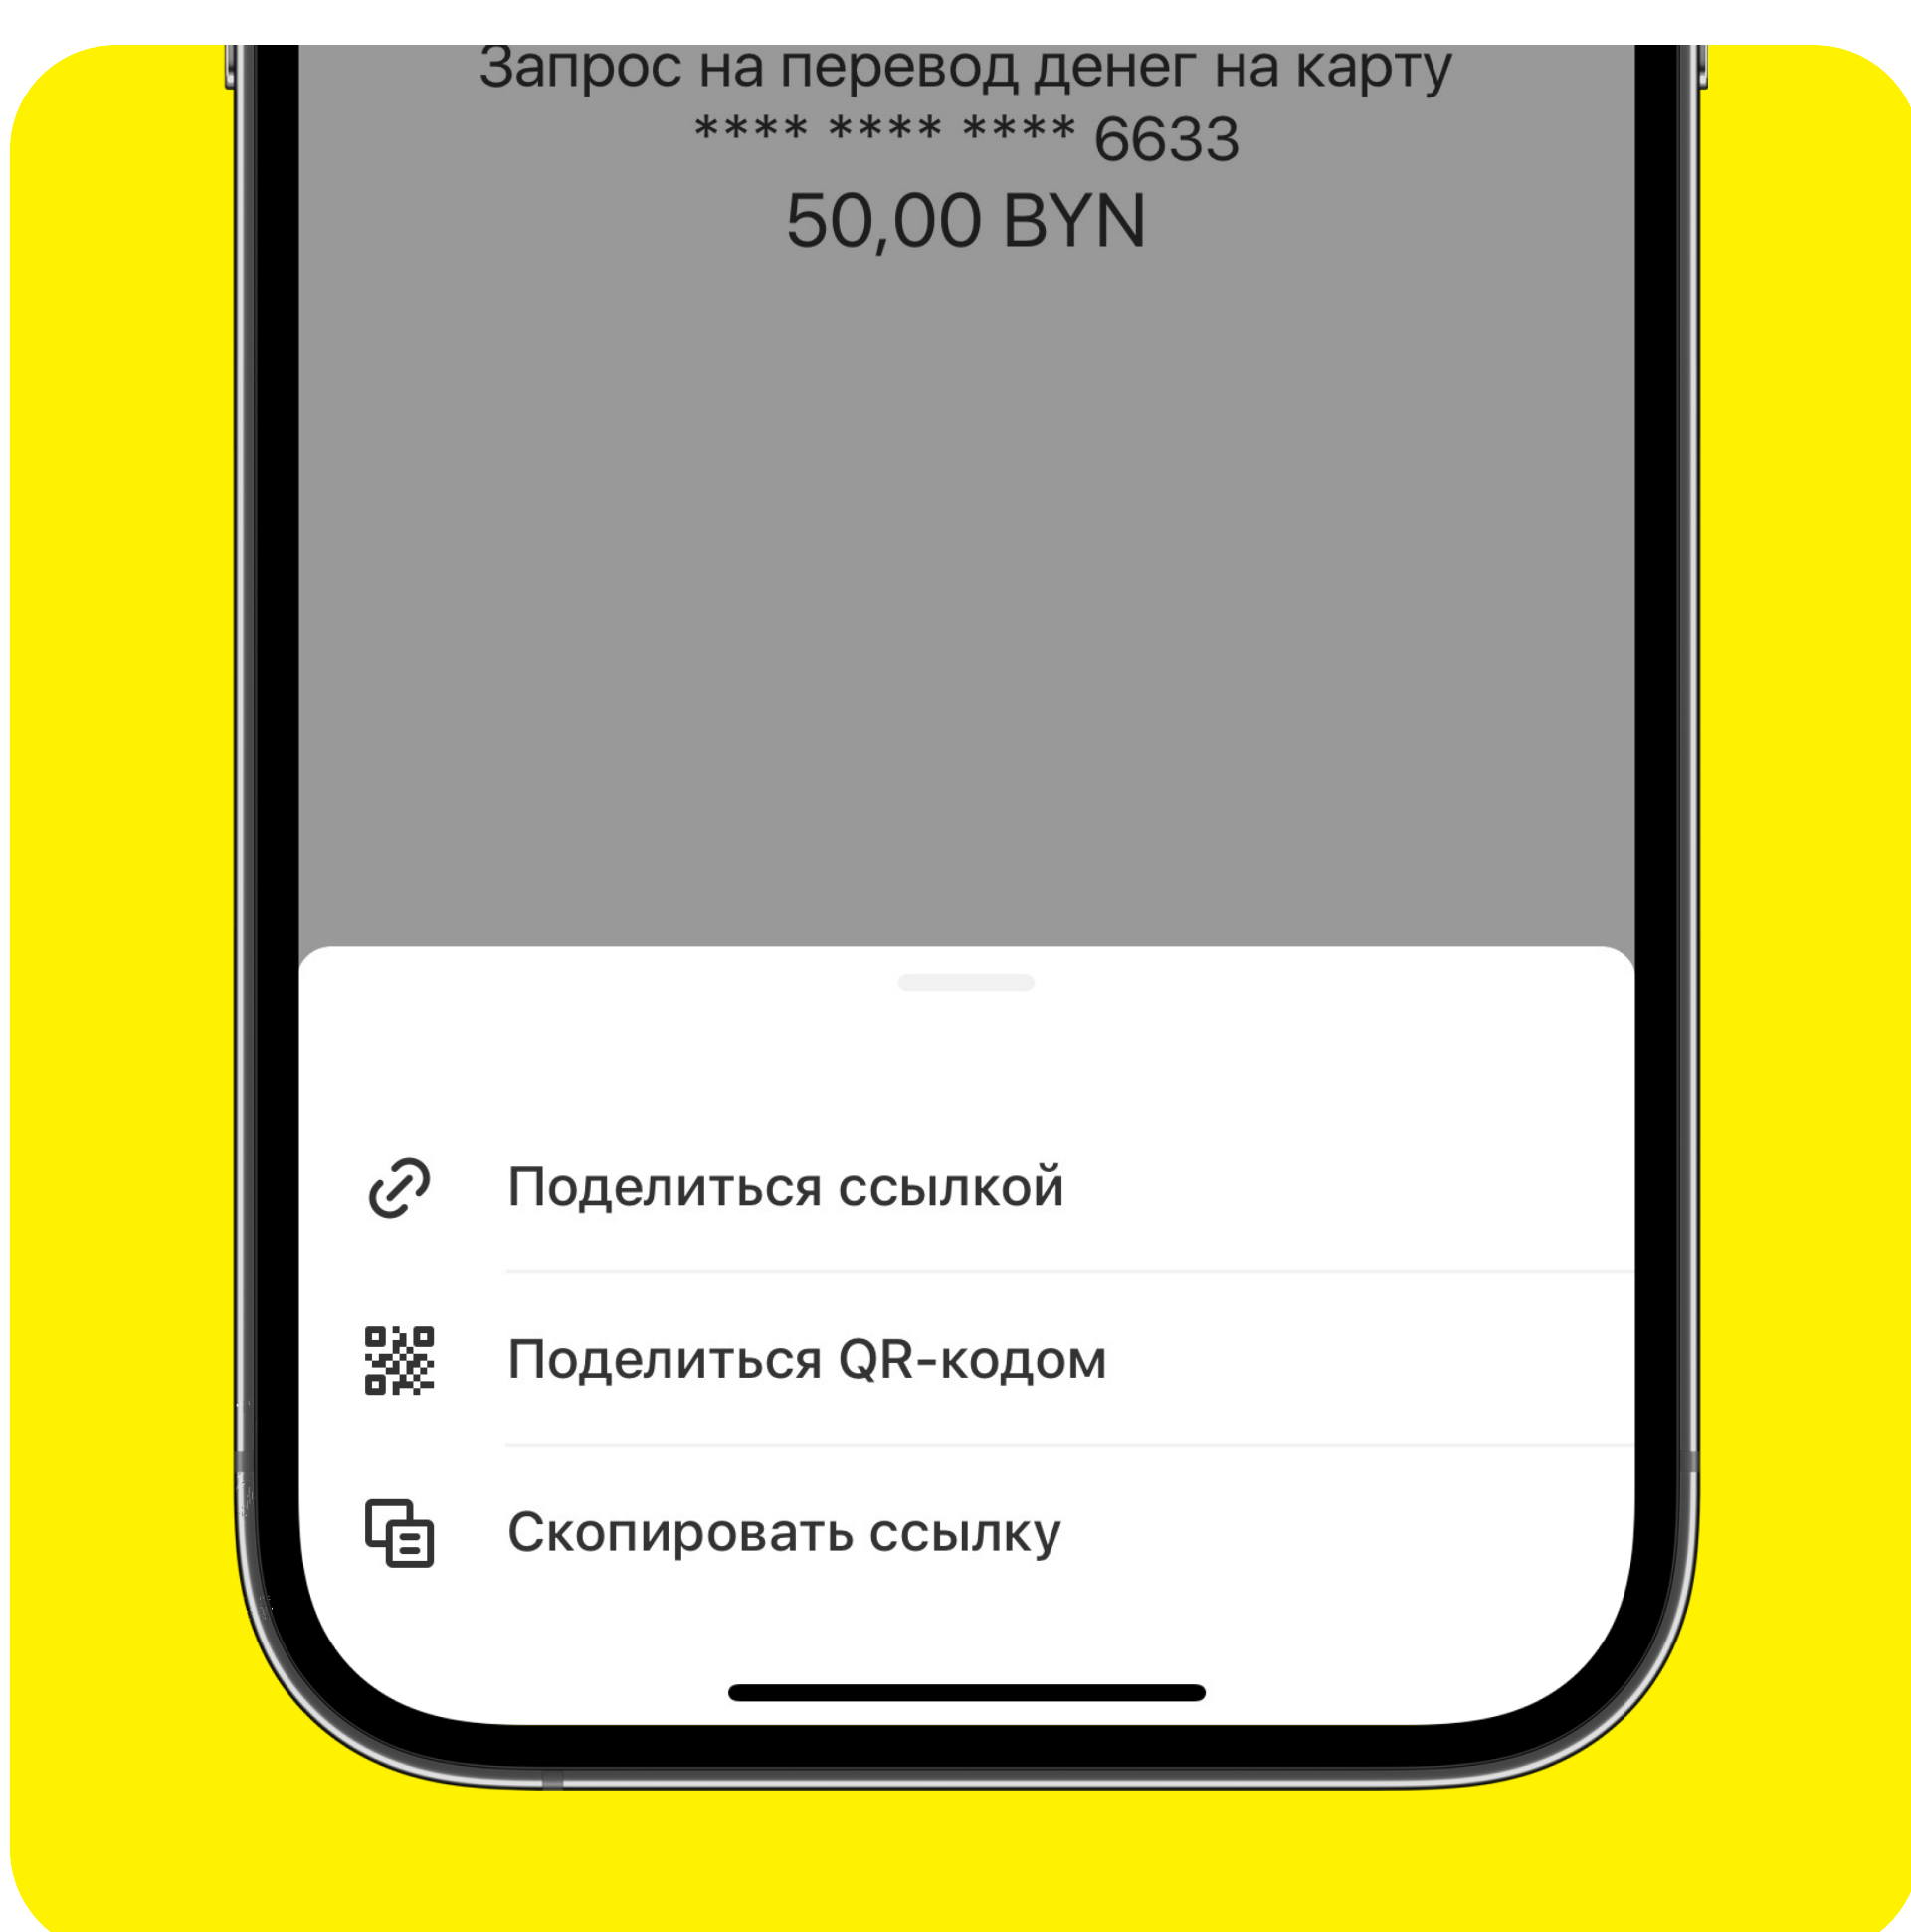 Запрос на перевод денег на карту
**** **** **** 6633
50,00 BYN
Поделиться ссылкой
Поделиться QR-кодом
Скопировать ссылку